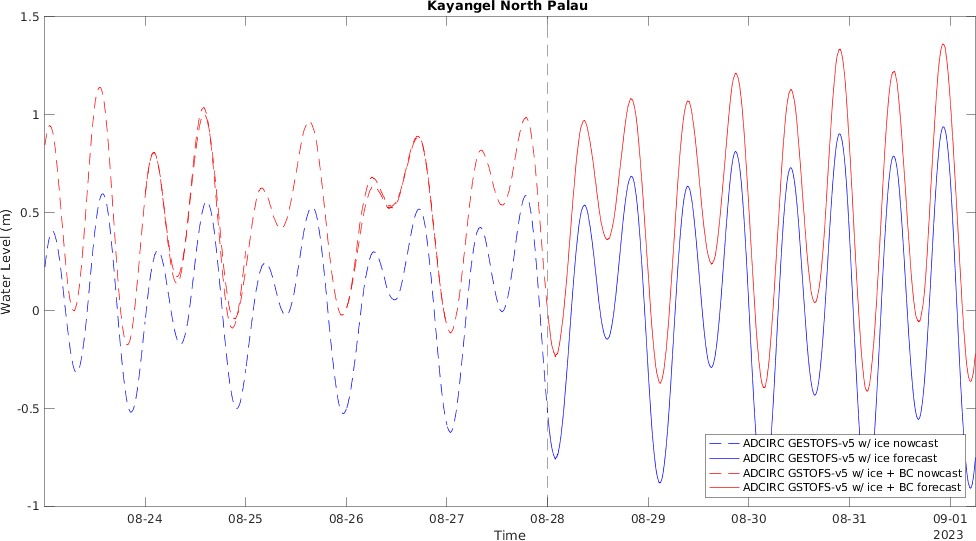 Kayangel North Palau
1.5
1
0.5
0
-0.5
-1
Water Level (m)
ADCIRC GESTOFS-v5 w/ ice nowcast
ADCIRC GESTOFS-v5 w/ ice forecast
ADCIRC GSTOFS-v5 w/ ice + BC nowcast
ADCIRC GSTOFS-v5 w/ ice + BC forecast
08-24 08-25 08-26 08-27 08-28 08-29 08-30 08-31 09-01
Time 2023